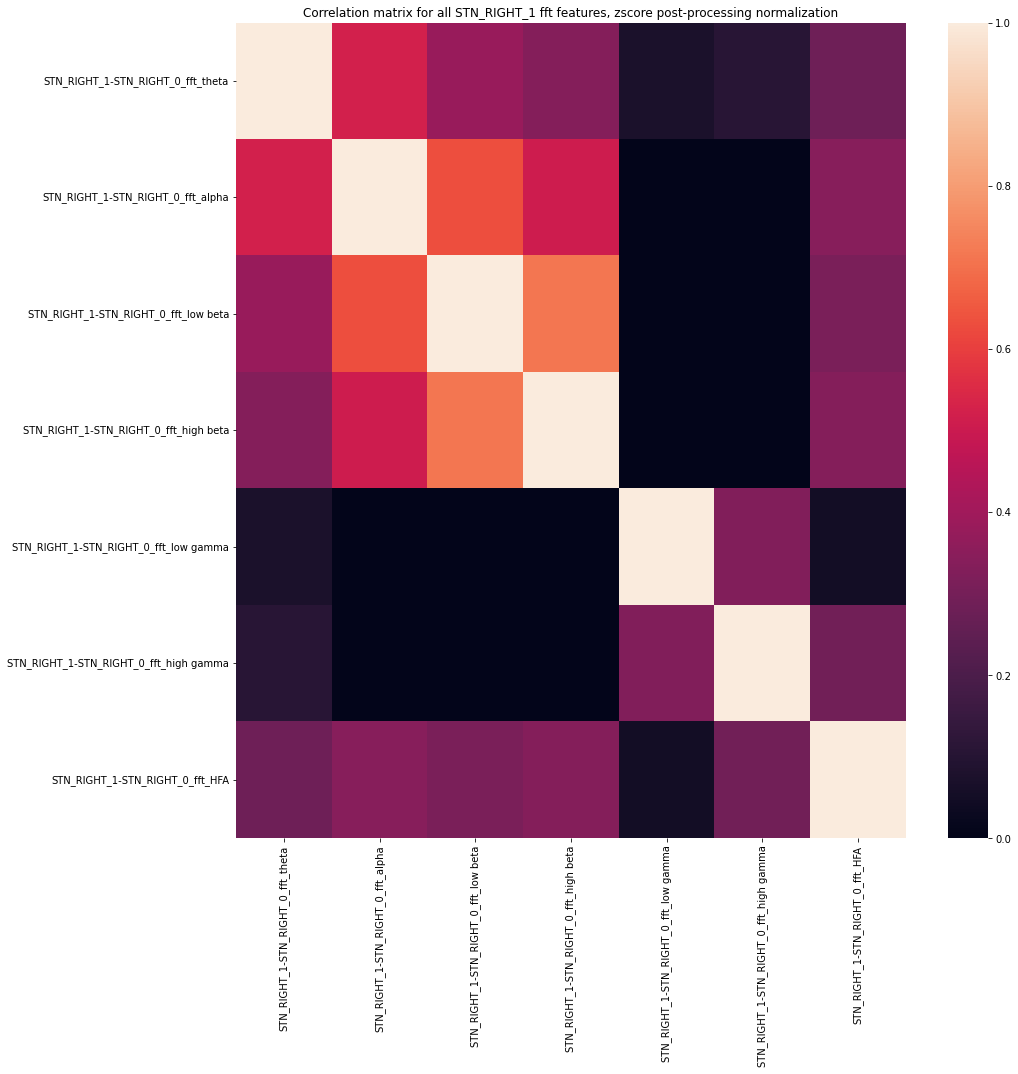 Correlation matrix for all STN_RIGHT_1 fft features, zscore post-processing normalization
STN_RIGHT_1-STN_RIGHT_0_fft_theta
STN_RIGHT_1-STN_RIGHT_0_fft_alpha
STN_RIGHT_1-STN_RIGHT_0_fft_low beta
STN_RIGHT_1-STN_RIGHT_0_fft_high beta
STN_RIGHT_1-STN_RIGHT_0_fft_low gamma
STN_RIGHT_1-STN_RIGHT_0_fft_high gamma
STN_RIGHT_1-STN_RIGHT_0_fft_HFA
STN_RIGHT_1-STN_RIGHT_0_fft_theta
STN_RIGHT_1-STN_RIGHT_0_fft_alpha
STN_RIGHT_1-STN_RIGHT_0_fft_low beta
STN_RIGHT_1-STN_RIGHT_0_fft_high beta
STN_RIGHT_1-STN_RIGHT_0_fft_low gamma
STN_RIGHT_1-STN_RIGHT_0_fft_high gamma
STN_RIGHT_1-STN_RIGHT_0_fft_HFA
1.0
0.8
0.6
0.4
0.2
0.0